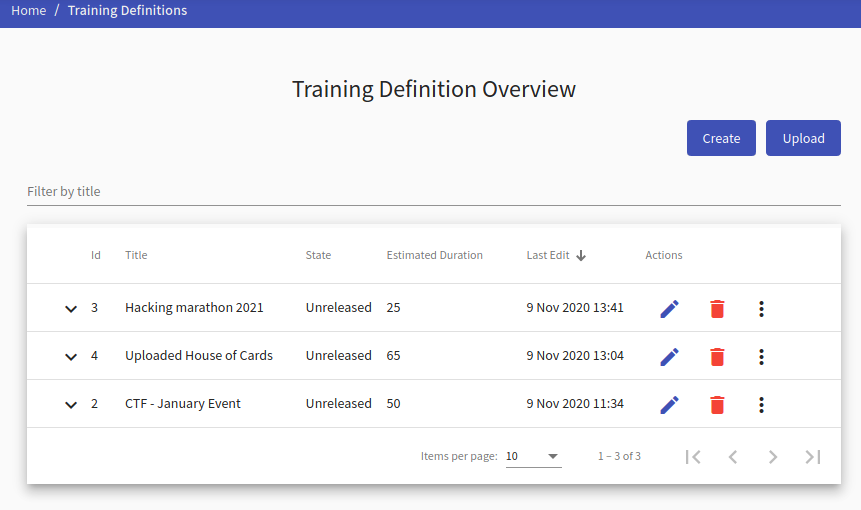 Home / Training Definitions
Training Definition Overview
Create Upload
Filter by title
Id Title State Estimated Duration Last Edit Actions
3 Hacking marathon 2021 Unreleased 25 9 Nov 2020 13:41
4 Uploaded House of Cards Unreleased 65 9 Nov 2020 13:04
2 CTF - January Event Unreleased 50 9 Nov 2020 11:34
Items per page: 10 1 – 3 of 3